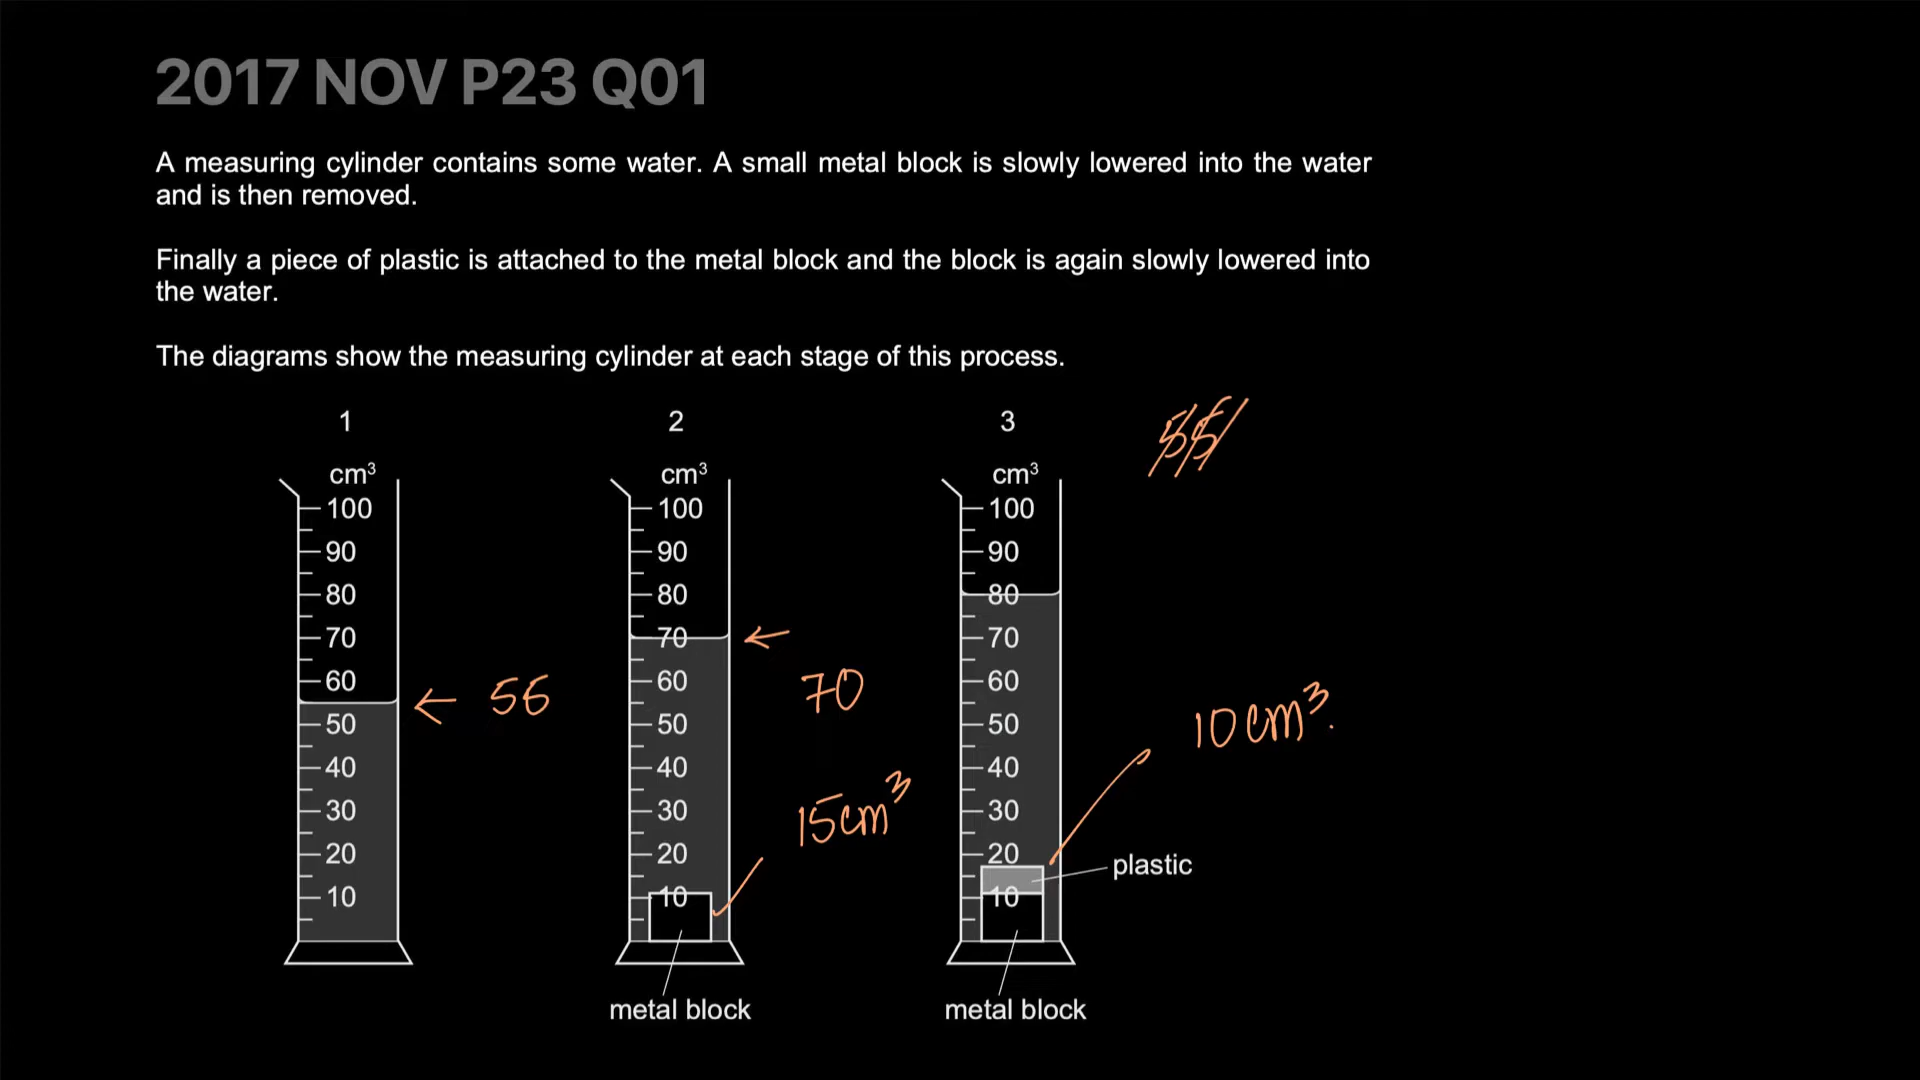 2017 NOV P23 Q01
A measuring cylinder contains some water. A small metal block is slowly lowered into the water
and is then removed.
Finally a piece of plastic is attached to the metal block and the block is again slowly lowered into
the water.
The diagrams show the measuring cylinder at each stage of this process.
1
cm³
100
90
80
70
60
50
40
30
20
10
56
2
cm³
100
90
80
70
60
50
40
30
20
10
70
15cm³
metal block
3
cm³
100
90
80
70
60
50
40
30
20
10
10cm³.
plastic
metal block